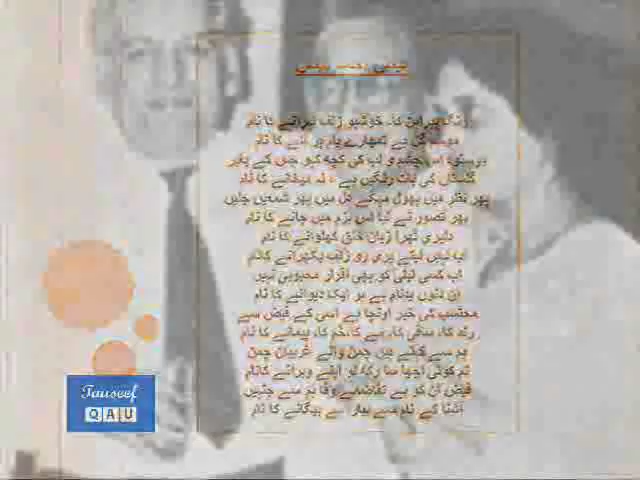 فیض احمد فیض
رنگ پیراہن کا، خوشبو زلف لہرانے کا نام
موسم گل ہے تمھارے بام پر آنے کا نام
دوستو، اس چشم و لب کی کچھ کہو جس کے بغیر
گلستاں کی بات رنگیں ہے، نہ میخانے کا نام
پھر نظر میں پھول مہکے دل میں پھر شمعیں جلیں
پھر تصور نے لیا اس بزم میں جانے کا نام
دلبری ٹھہرا زبان خلق کھلوانے کا نام
اب نہیں لیتے پری رو زلف بکھرانے کا نام
اب کسی لیلیٰ کو بھی اقرار محبوبی نہیں
ان دنوں بدنام ہے ہر ایک دیوانے کا نام
محتسب کی خیر اونچا ہے اسی کے فیض سے
رند کا، ساقی کا، مے کا، خم کا، پیمانے کا نام
ہم سے کہتے ہیں چمن والے غریبان چمن
تم کوئی اچھا سا رکھ لو اپنے ویرانے کا نام
فیض ان کو ہے تقاضائے وفا ہم سے جنہیں
آشنا کے نام سے پیارا ہے بیگانے کا نام
Tauseef
QAU